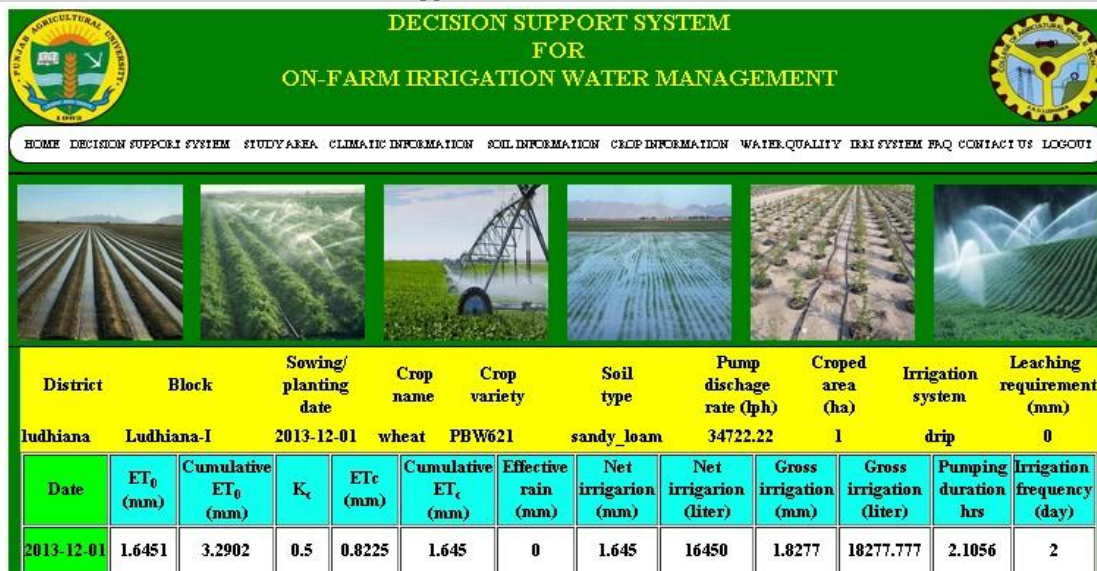 DECISION SUPPORT SYSTEM
FOR
ON-FARM IRRIGATION WATER MANAGEMENT
PUNJAB AGRICULTURAL UNIVERSITY
1962
HOME DECISION SUPPORT SYSTEM STUDY AREA CLIMATIC INFORMATION SOIL INFORMATION CROP INFORMATION WATER QUALITY IRRI SYSTEM FAQ CONTACT US LOGOUT
District Block Sowing/ planting date Crop name Crop variety Soil type Pump dischage rate (lph) Croped area (ha) Irrigation system Leaching requirement (mm)
ludhiana Ludhiana-I 2013-12-01 wheat PBW621 sandy_loam 34722.22 1 drip 0
Date ET0 (mm) Cumulative ET0 (mm) Kc ETc (mm) Cumulative ETc (mm) Effective rain (mm) Net irrigarion (mm) Net irrigarion (liter) Gross irrigation (mm) Gross irrigation (liter) Pumping duration hrs Irrigation frequency (day)
2013-12-01 1.6451 3.2902 0.5 0.8225 1.645 0 1.645 16450 1.8277 18277.777 2.1056 2